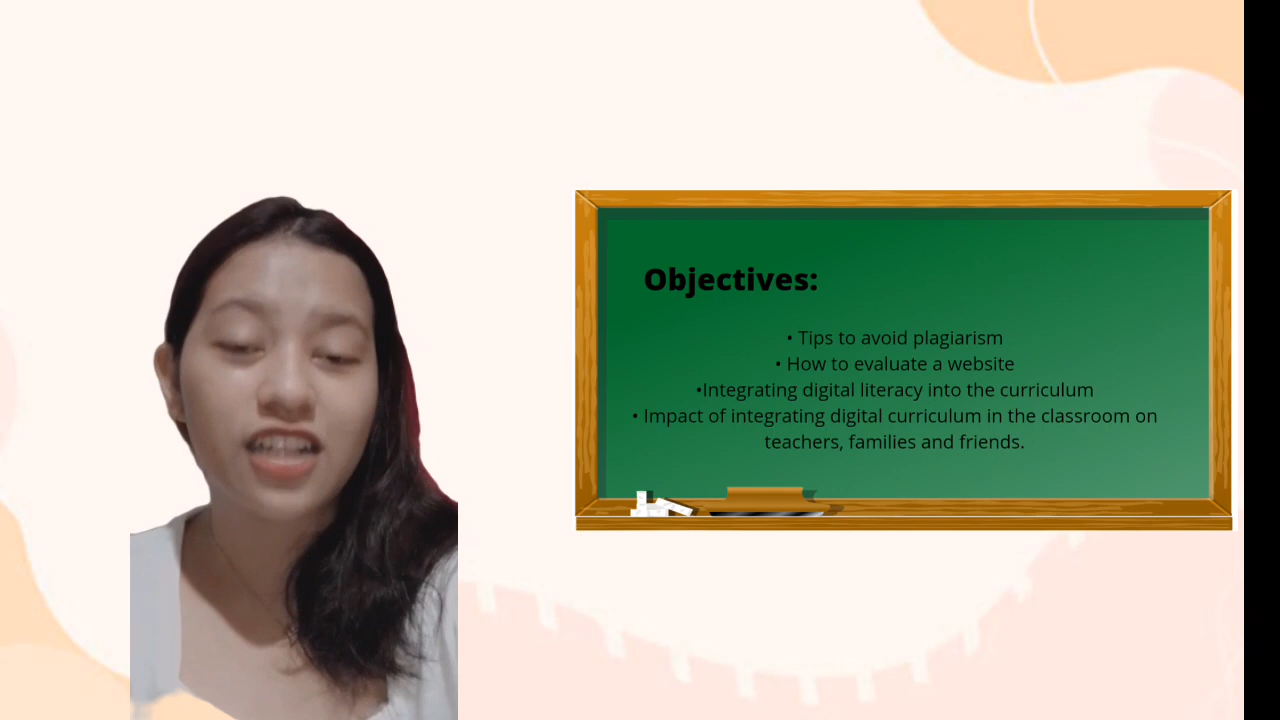 Objectives:
• Tips to avoid plagiarism
• How to evaluate a website
•Integrating digital literacy into the curriculum
• Impact of integrating digital curriculum in the classroom on
teachers, families and friends.